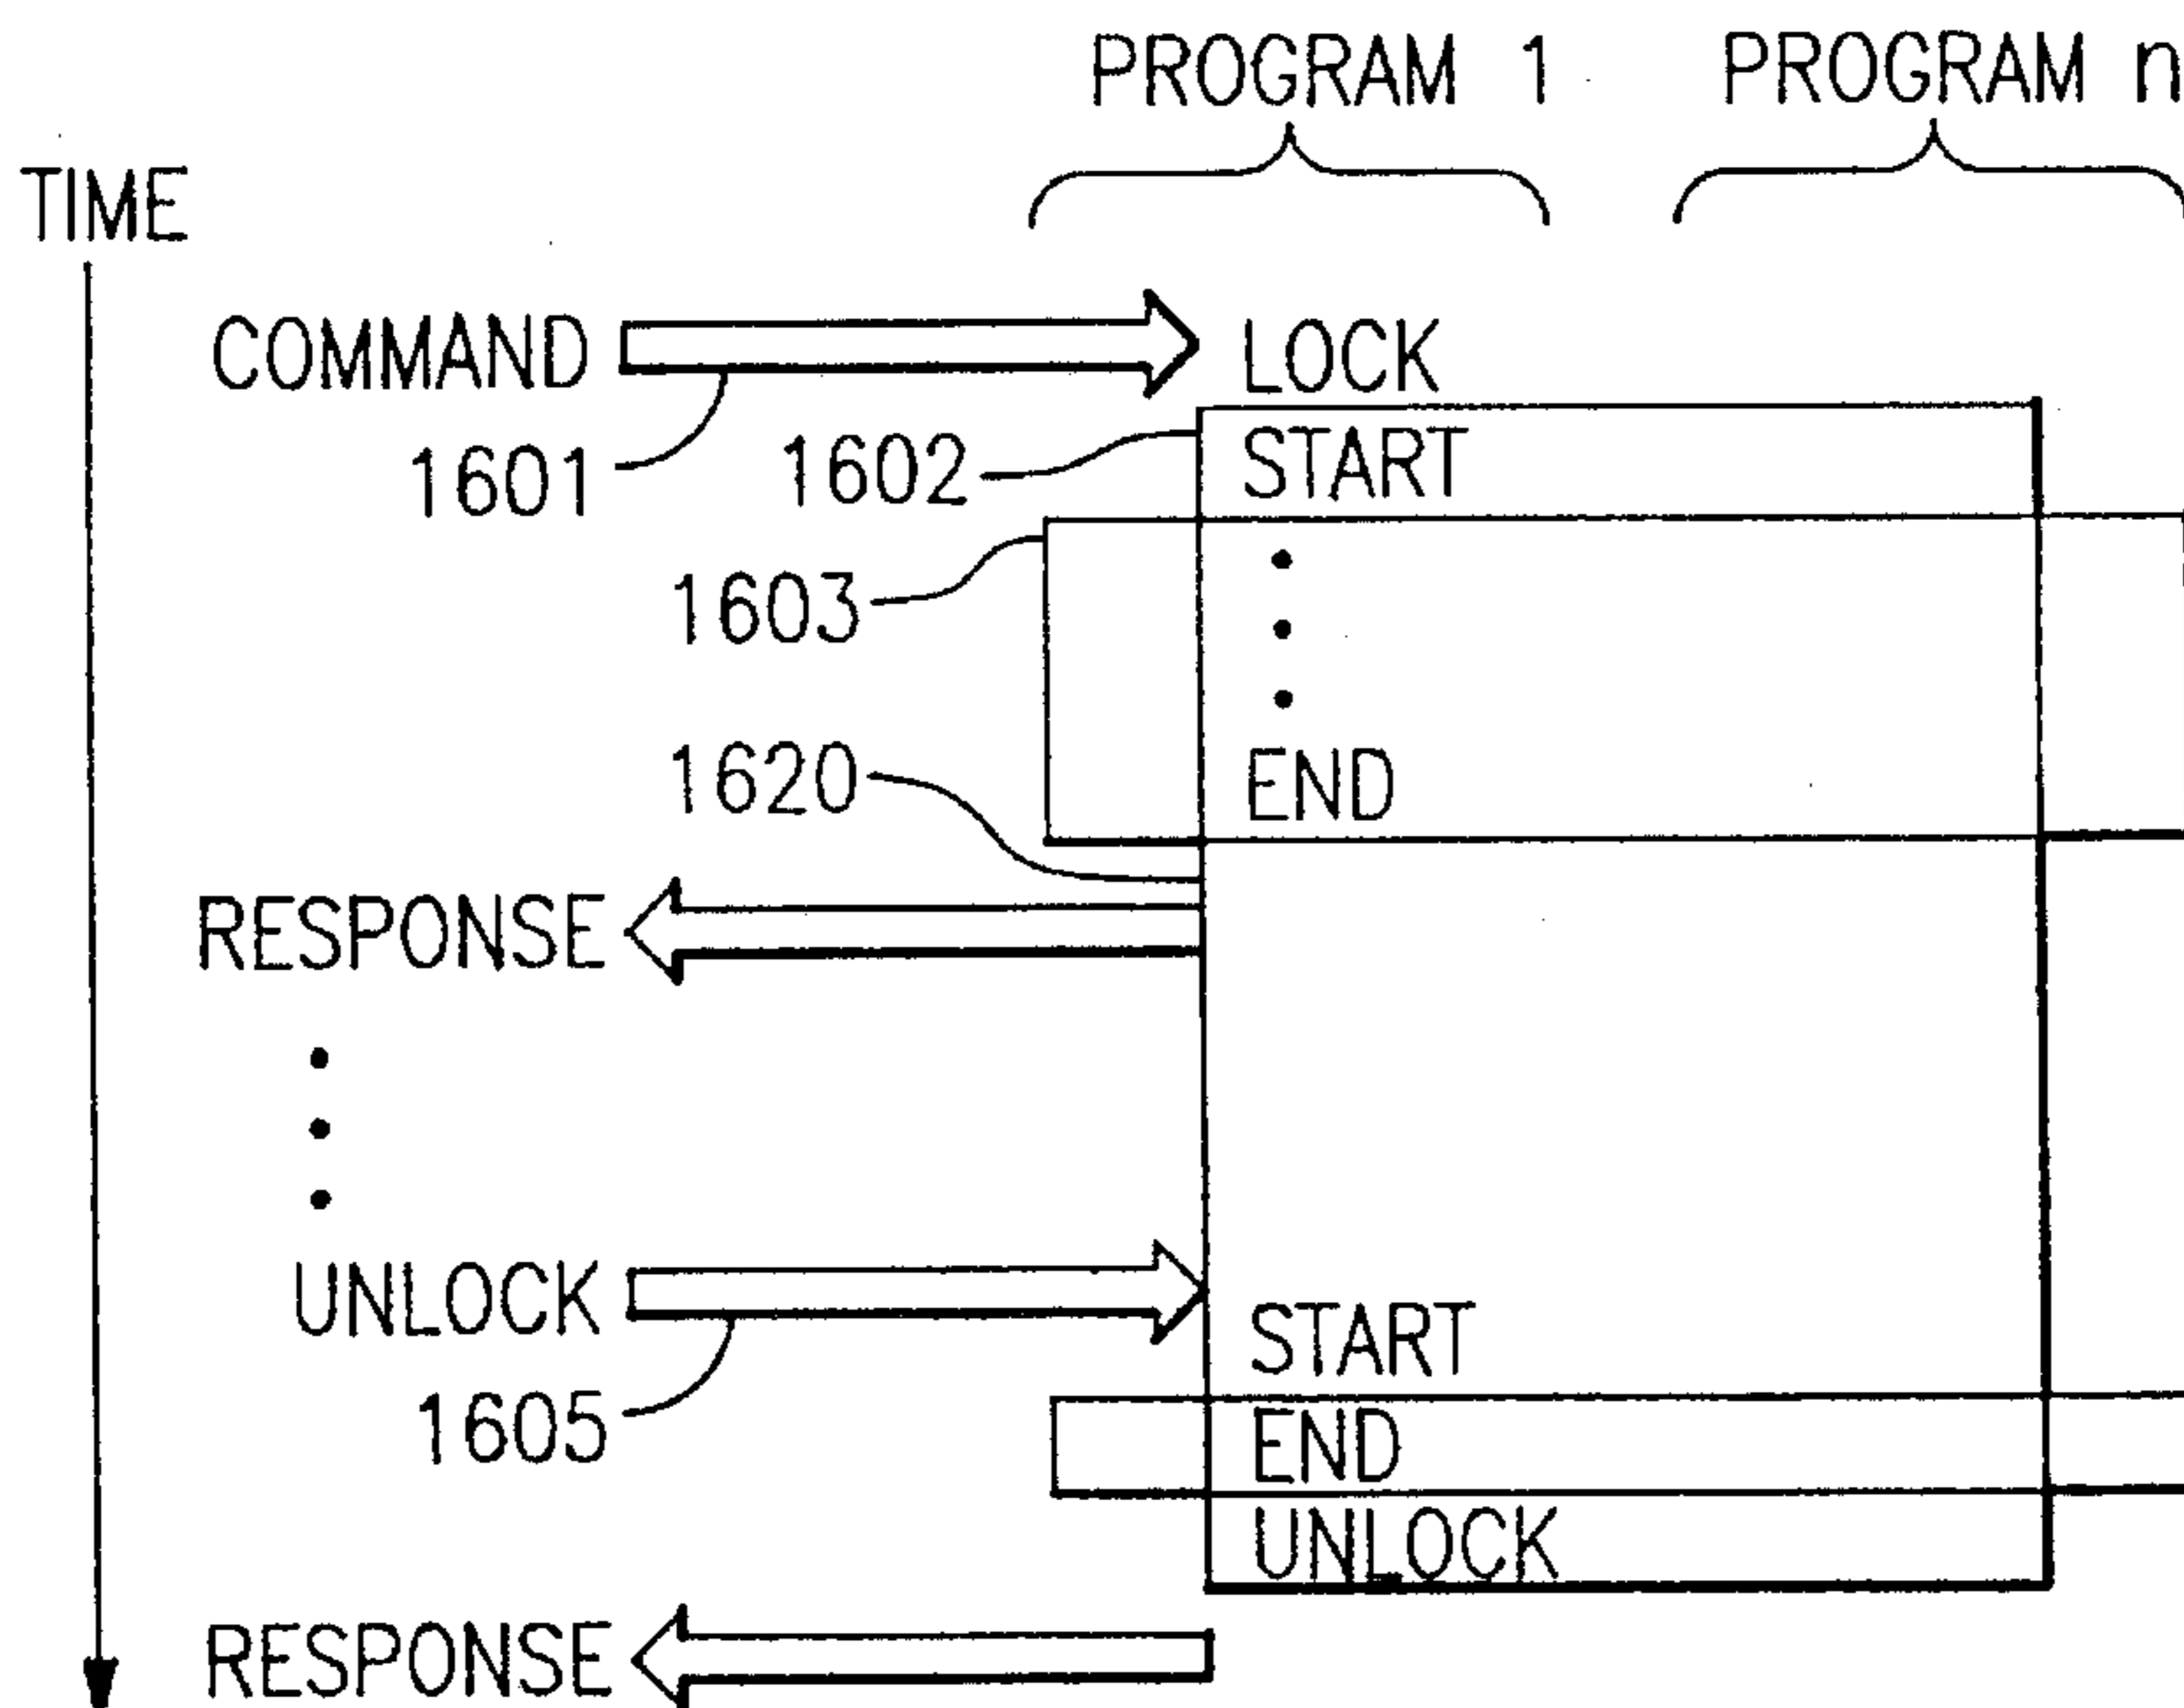 PROGRAM 1 PROGRAM n
TIME
COMMAND LOCK
1601 1602 START
1603
1620 END
RESPONSE
UNLOCK START
1605 END
UNLOCK
RESPONSE